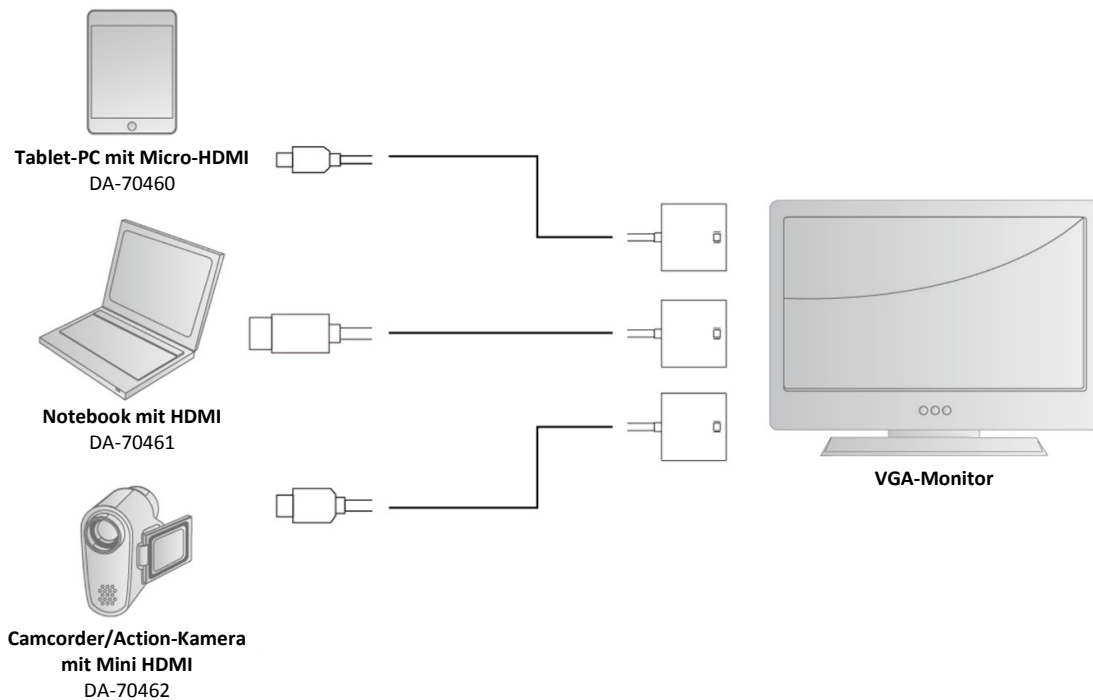 Tablet-PC mit Micro-HDMI
DA-70460
Notebook mit HDMI
DA-70461
Camcorder/Action-Kamera
mit Mini HDMI
DA-70462
VGA-Monitor